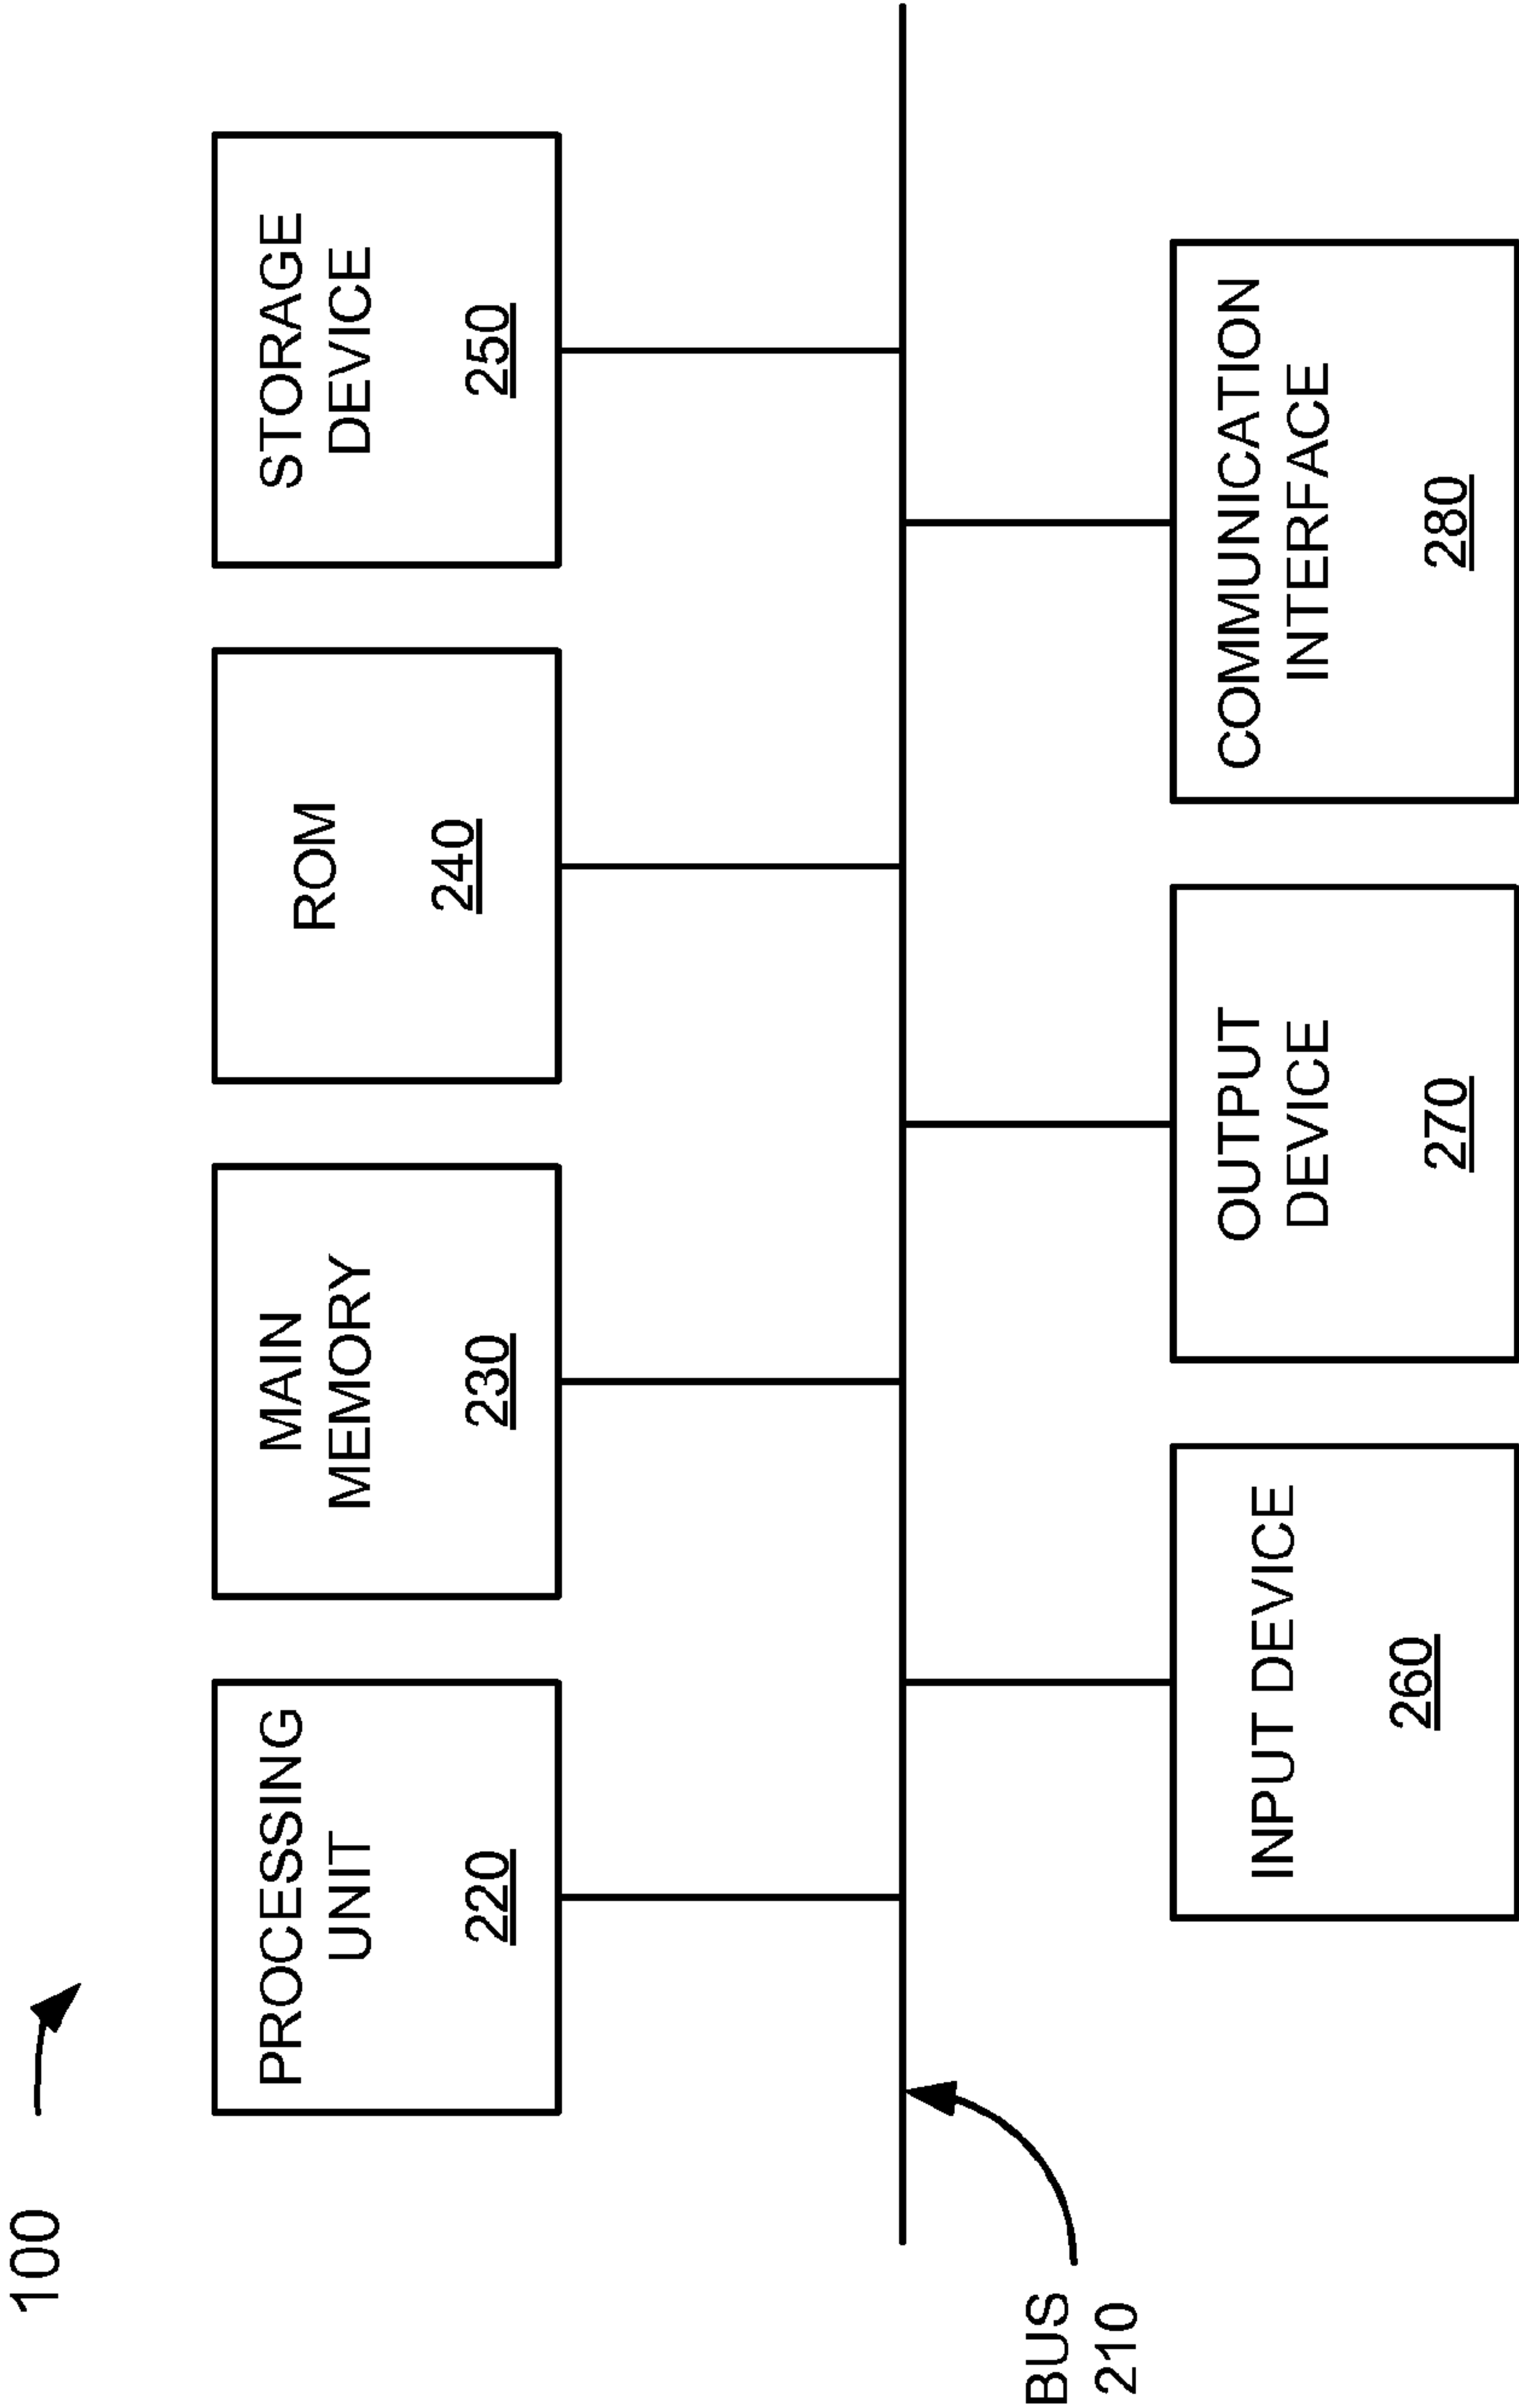 100
PROCESSING
UNIT
220
MAIN
MEMORY
230
ROM
240
STORAGE
DEVICE
250
BUS
210
INPUT DEVICE
260
OUTPUT
DEVICE
270
COMMUNICATION
INTERFACE
280